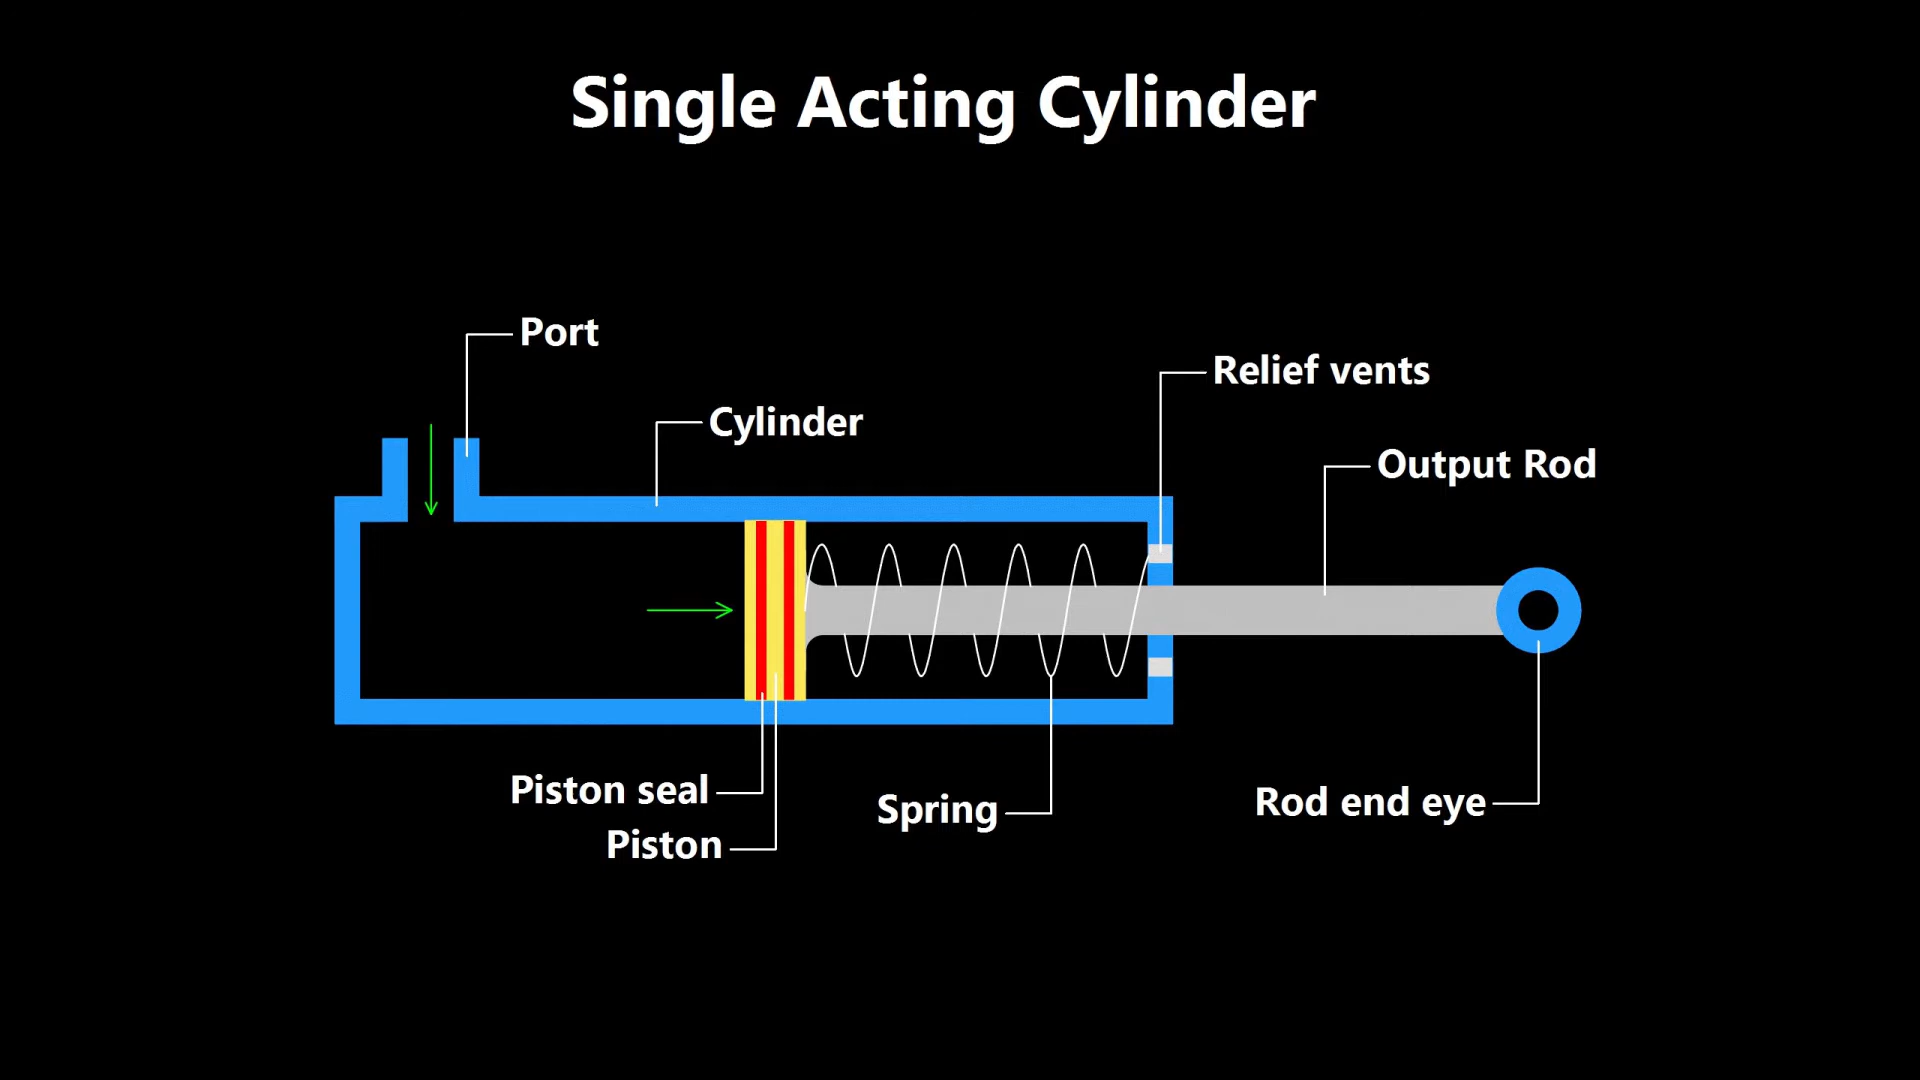 Single Acting Cylinder
Port
Relief vents
Cylinder
Output Rod
Piston seal
Spring
Rod end eye
Piston